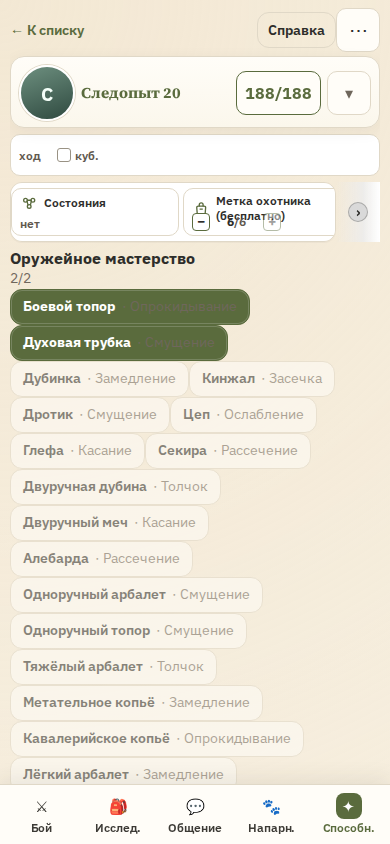 ← К списку
Справка
...
С
Следопыт 20
188/188
▼
ход
куб.
Состояния
нет
Метка охотника
(бесплатно)
− 6/6 +
›
Оружейное мастерство
2/2
Боевой топор · Опрокидывание
Духовая трубка · Смущение
Дубинка · Замедление Кинжал · Засечка
Дротик · Смущение Цеп · Ослабление
Глефа · Касание Секира · Рассечение
Двуручная дубина · Толчок
Двуручный меч · Касание
Алебарда · Рассечение
Одноручный арбалет · Смущение
Одноручный топор · Смущение
Тяжёлый арбалет · Толчок
Метательное копьё · Замедление
Кавалерийское копьё · Опрокидывание
Лёгкий арбалет · Замедление
Бой Исслед. Общение Напарн. Способн.